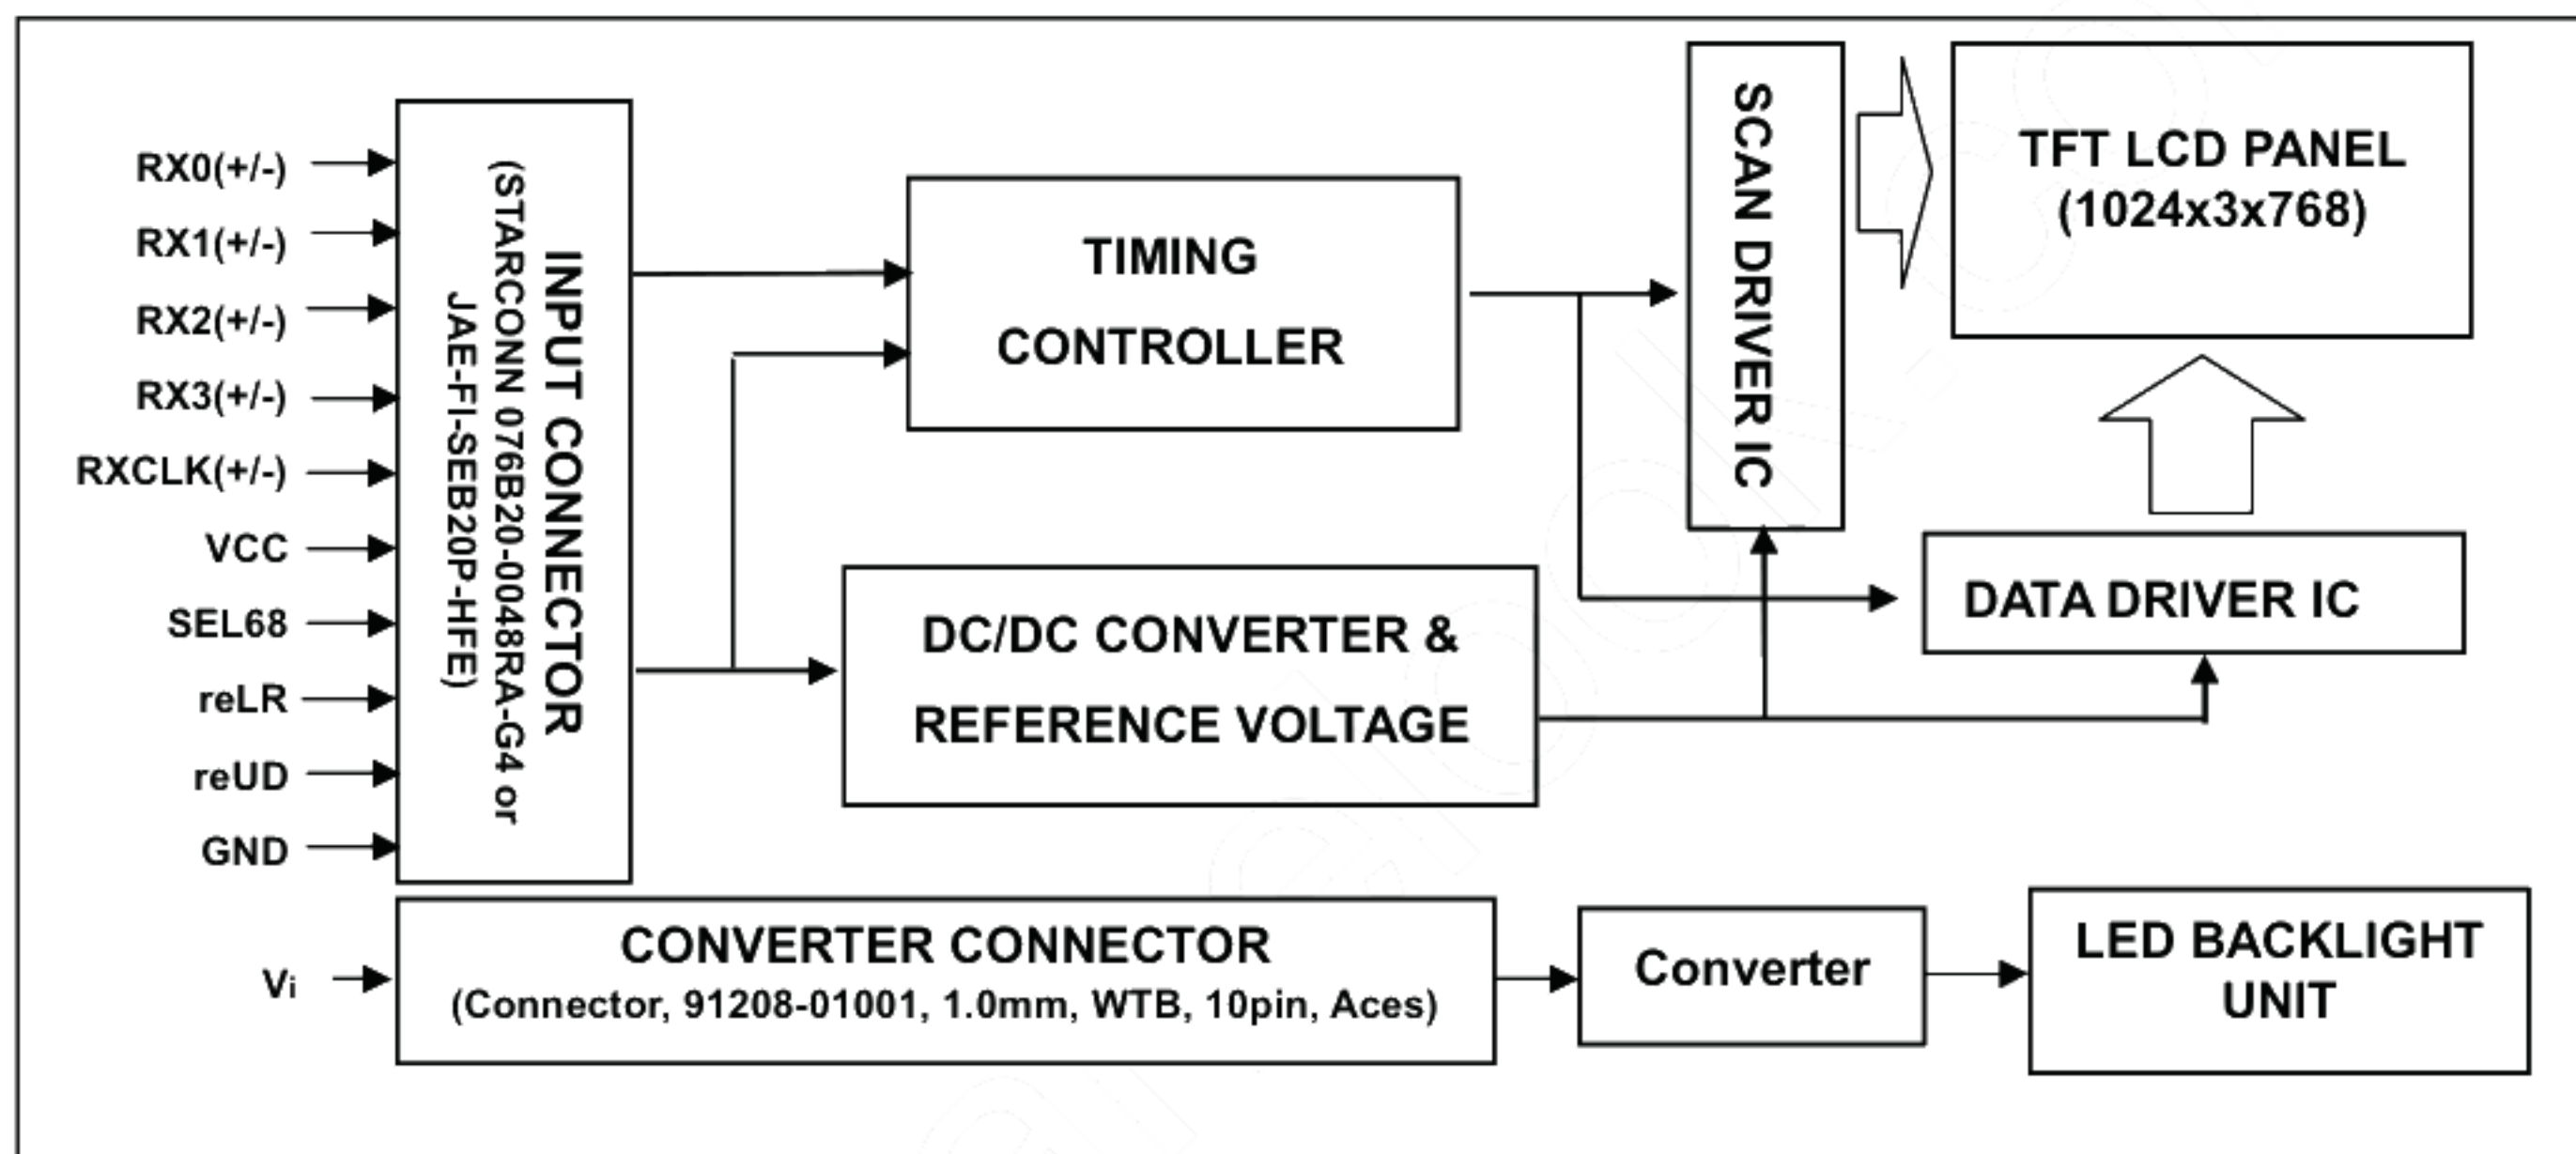 RX0(+/-)
RX1(+/-)
RX2(+/-)
RX3(+/-)
RXCLK(+/-)
VCC
SEL68
reLR
reUD
GND
INPUT CONNECTOR
(STARCONN 076B20-0048RA-G4 or
JAE-FI-SEB20P-HFE)
TIMING
CONTROLLER
DC/DC CONVERTER &
REFERENCE VOLTAGE
SCAN DRIVER IC
TFT LCD PANEL
(1024x3x768)
DATA DRIVER IC
Vi
CONVERTER CONNECTOR
(Connector, 91208-01001, 1.0mm, WTB, 10pin, Aces)
Converter
LED BACKLIGHT
UNIT